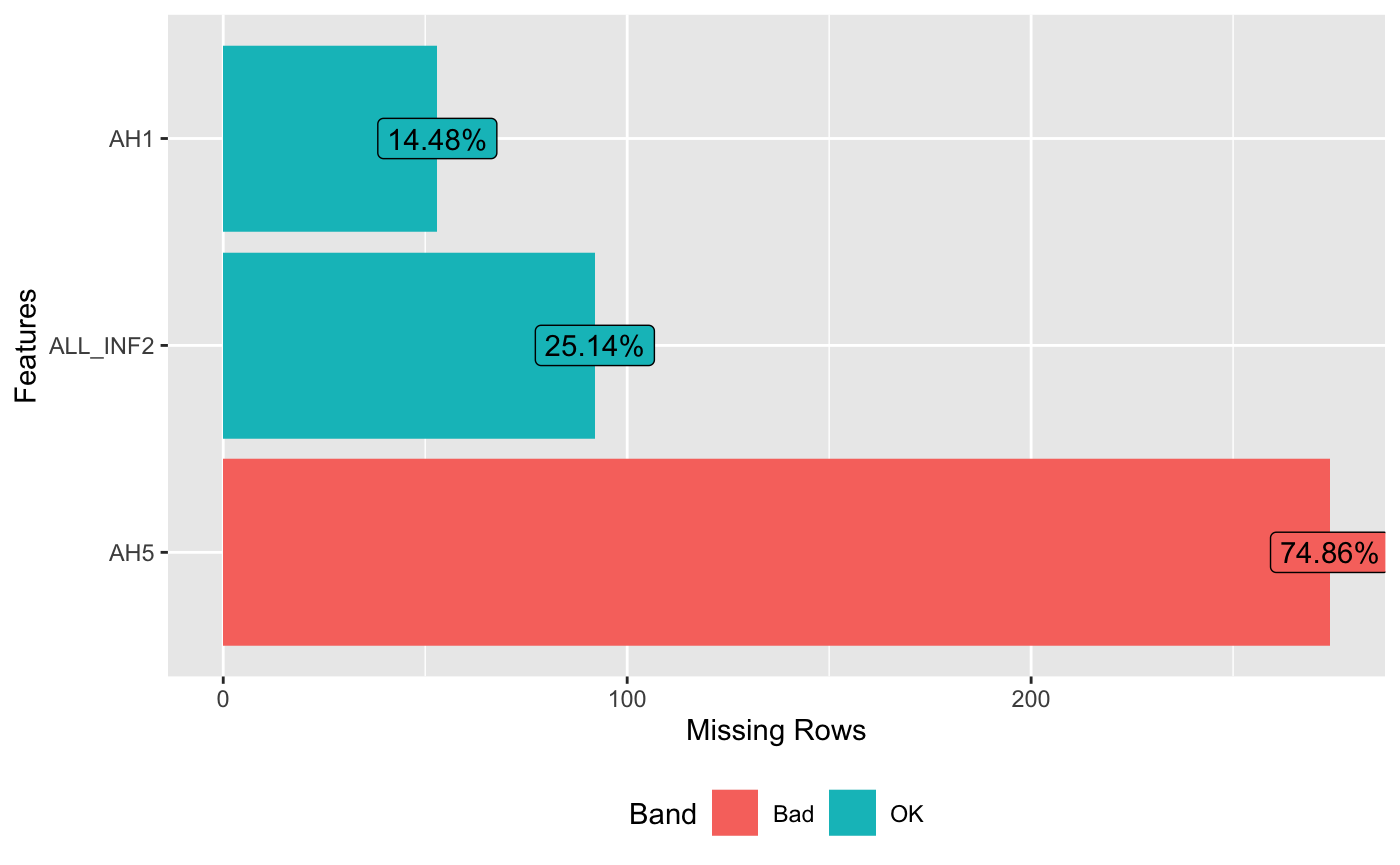 AH1
14.48%
ALL_INF2
25.14%
AH5
74.86%
Features
0 100 200
Missing Rows
Band Bad OK